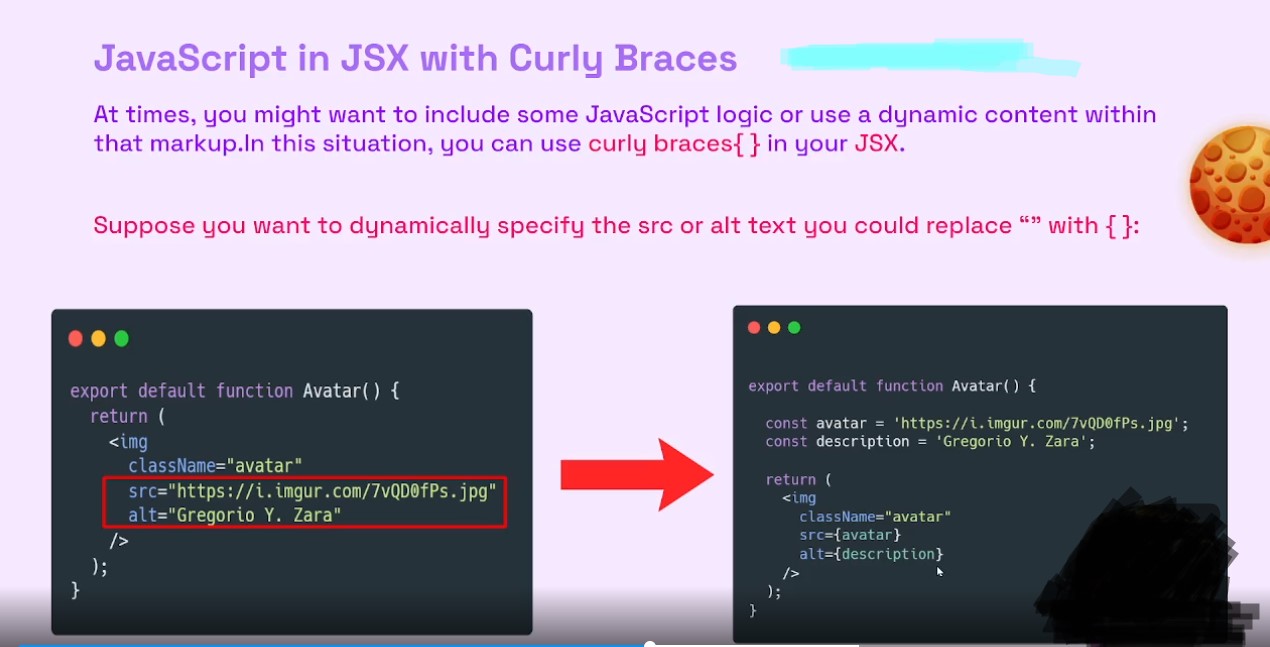 JavaScript in JSX with Curly Braces
At times, you might want to include some JavaScript logic or use a dynamic content within
that markup.In this situation, you can use curly braces{ } in your JSX.
Suppose you want to dynamically specify the src or alt text you could replace “” with { }:
export default function Avatar() {
return (
<img
className="avatar"
src="https://i.imgur.com/7vQD0fPs.jpg"
alt="Gregorio Y. Zara"
/>
);
}
export default function Avatar() {
const avatar = 'https://i.imgur.com/7vQD0fPs.jpg';
const description = 'Gregorio Y. Zara';
return (
<img
className="avatar"
src={avatar}
alt={description}
/>
);
}